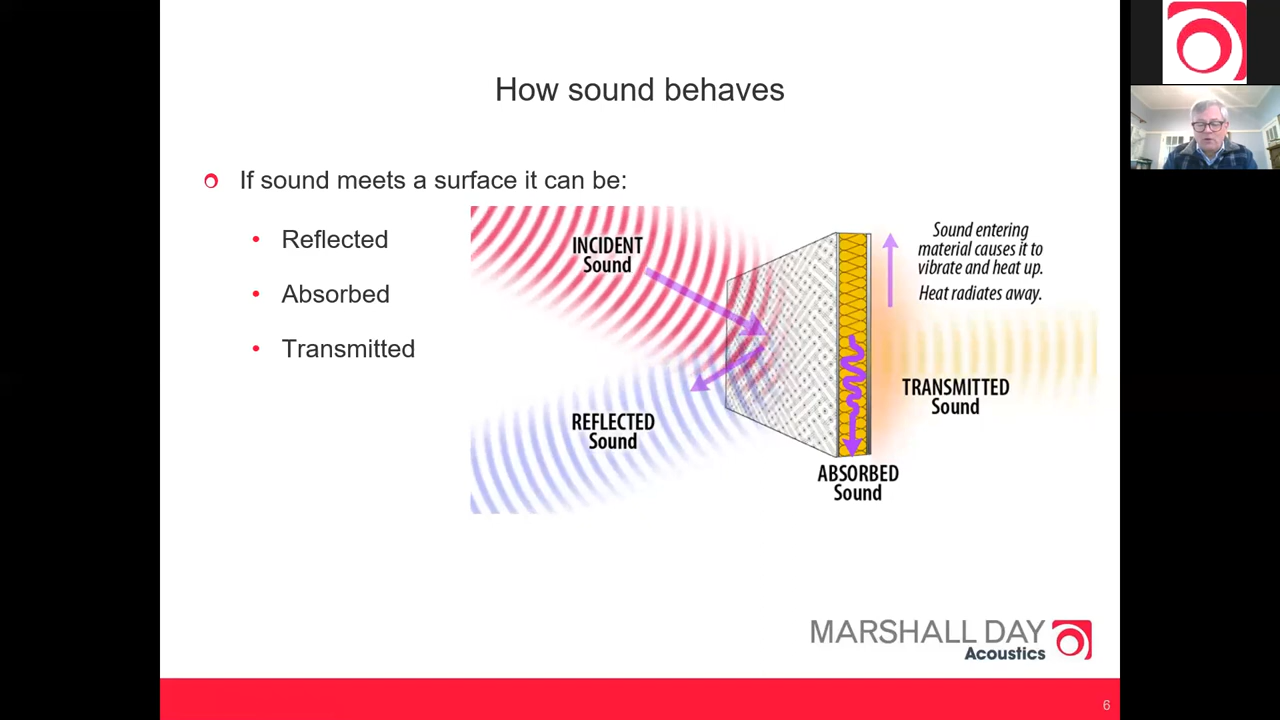 How sound behaves
If sound meets a surface it can be:
• Reflected
• Absorbed
• Transmitted
INCIDENT
Sound
REFLECTED
Sound
Sound entering
material causes it to
vibrate and heat up.
Heat radiates away.
TRANSMITTED
Sound
ABSORBED
Sound
MARSHALL DAY
Acoustics
6